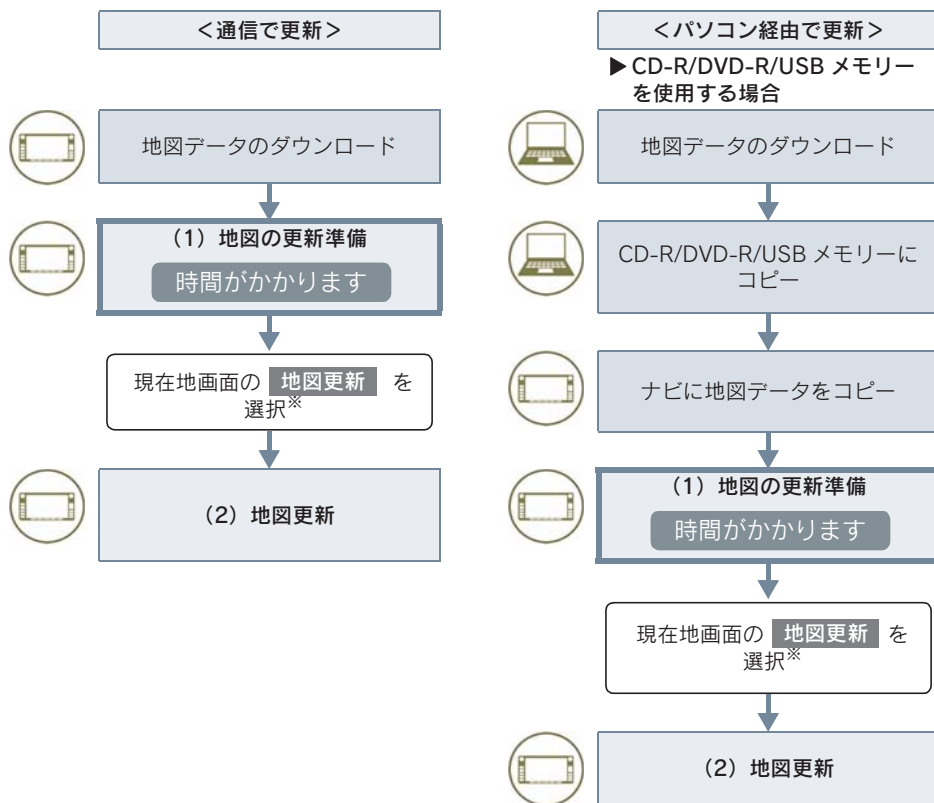 ＜通信で更新＞
地図データのダウンロード
（1）地図の更新準備
時間がかかります
現在地画面の 地図更新 を
選択※
（2）地図更新
＜パソコン経由で更新＞
▶CD-R/DVD-R/USB メモリー
を使用する場合
地図データのダウンロード
CD-R/DVD-R/USB メモリーに
コピー
ナビに地図データをコピー
（1）地図の更新準備
時間がかかります
現在地画面の 地図更新 を
選択※
（2）地図更新